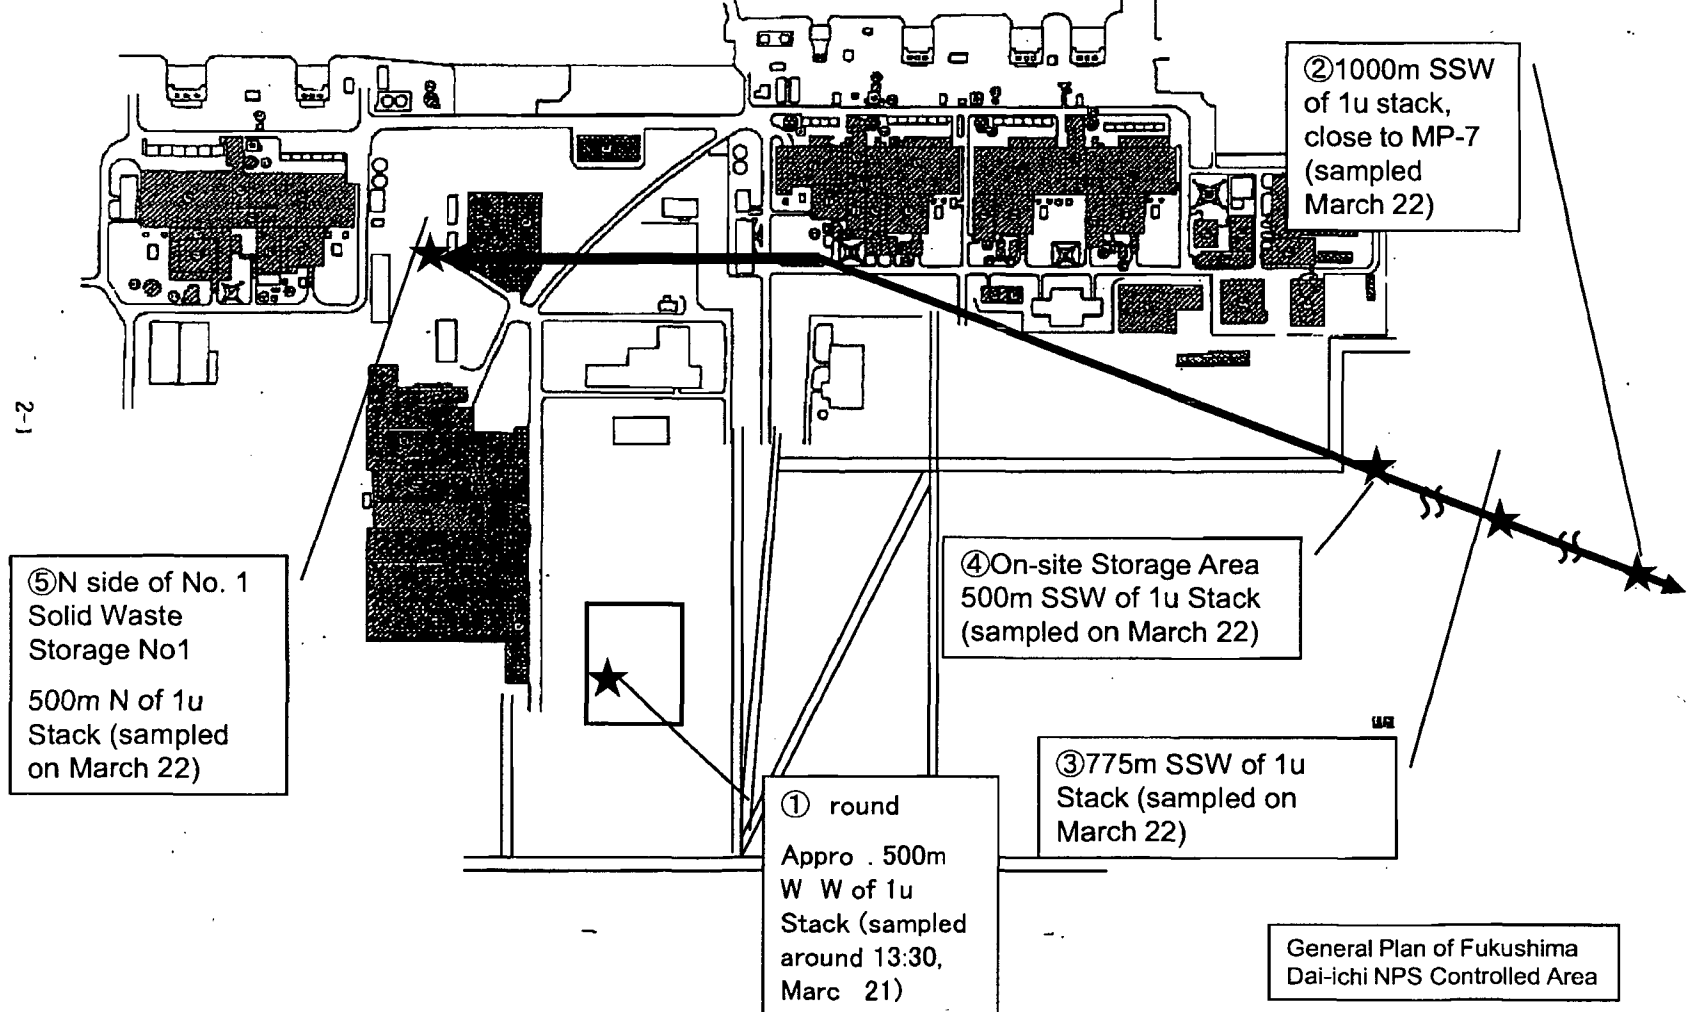 ②1000m SSW
of 1u stack,
close to MP-7
(sampled
March 22)
2-1
⑤N side of No. 1
Solid Waste
Storage No1
500m N of 1u
Stack (sampled
on March 22)
④On-site Storage Area
500m SSW of 1u Stack
(sampled on March 22)
③775m SSW of 1u
Stack (sampled on
March 22)
① round
Appro . 500m
W W of 1u
Stack (sampled
around 13:30,
Marc 21)
General Plan of Fukushima
Dai-ichi NPS Controlled Area